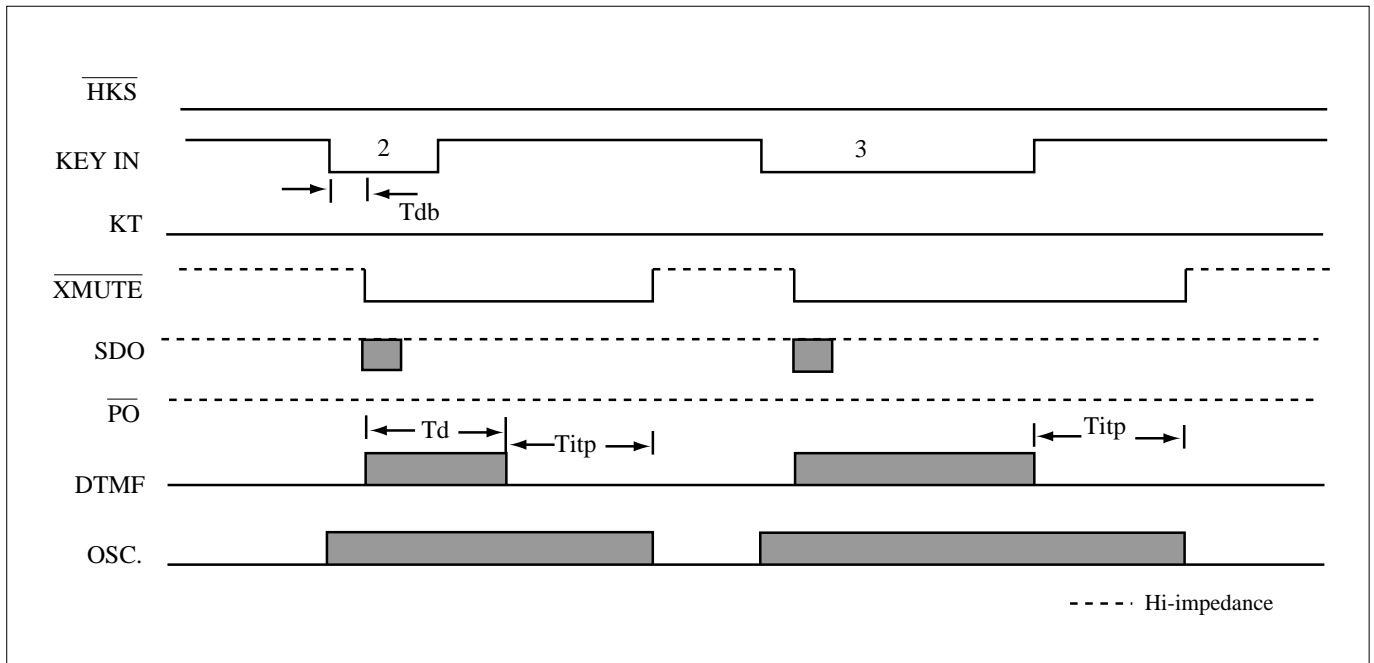 HKS
KEY IN
2
3
Tdb
KT
XMUTE
SDO
PO
Td
Titp
Titp
DTMF
OSC.
Hi-impedance